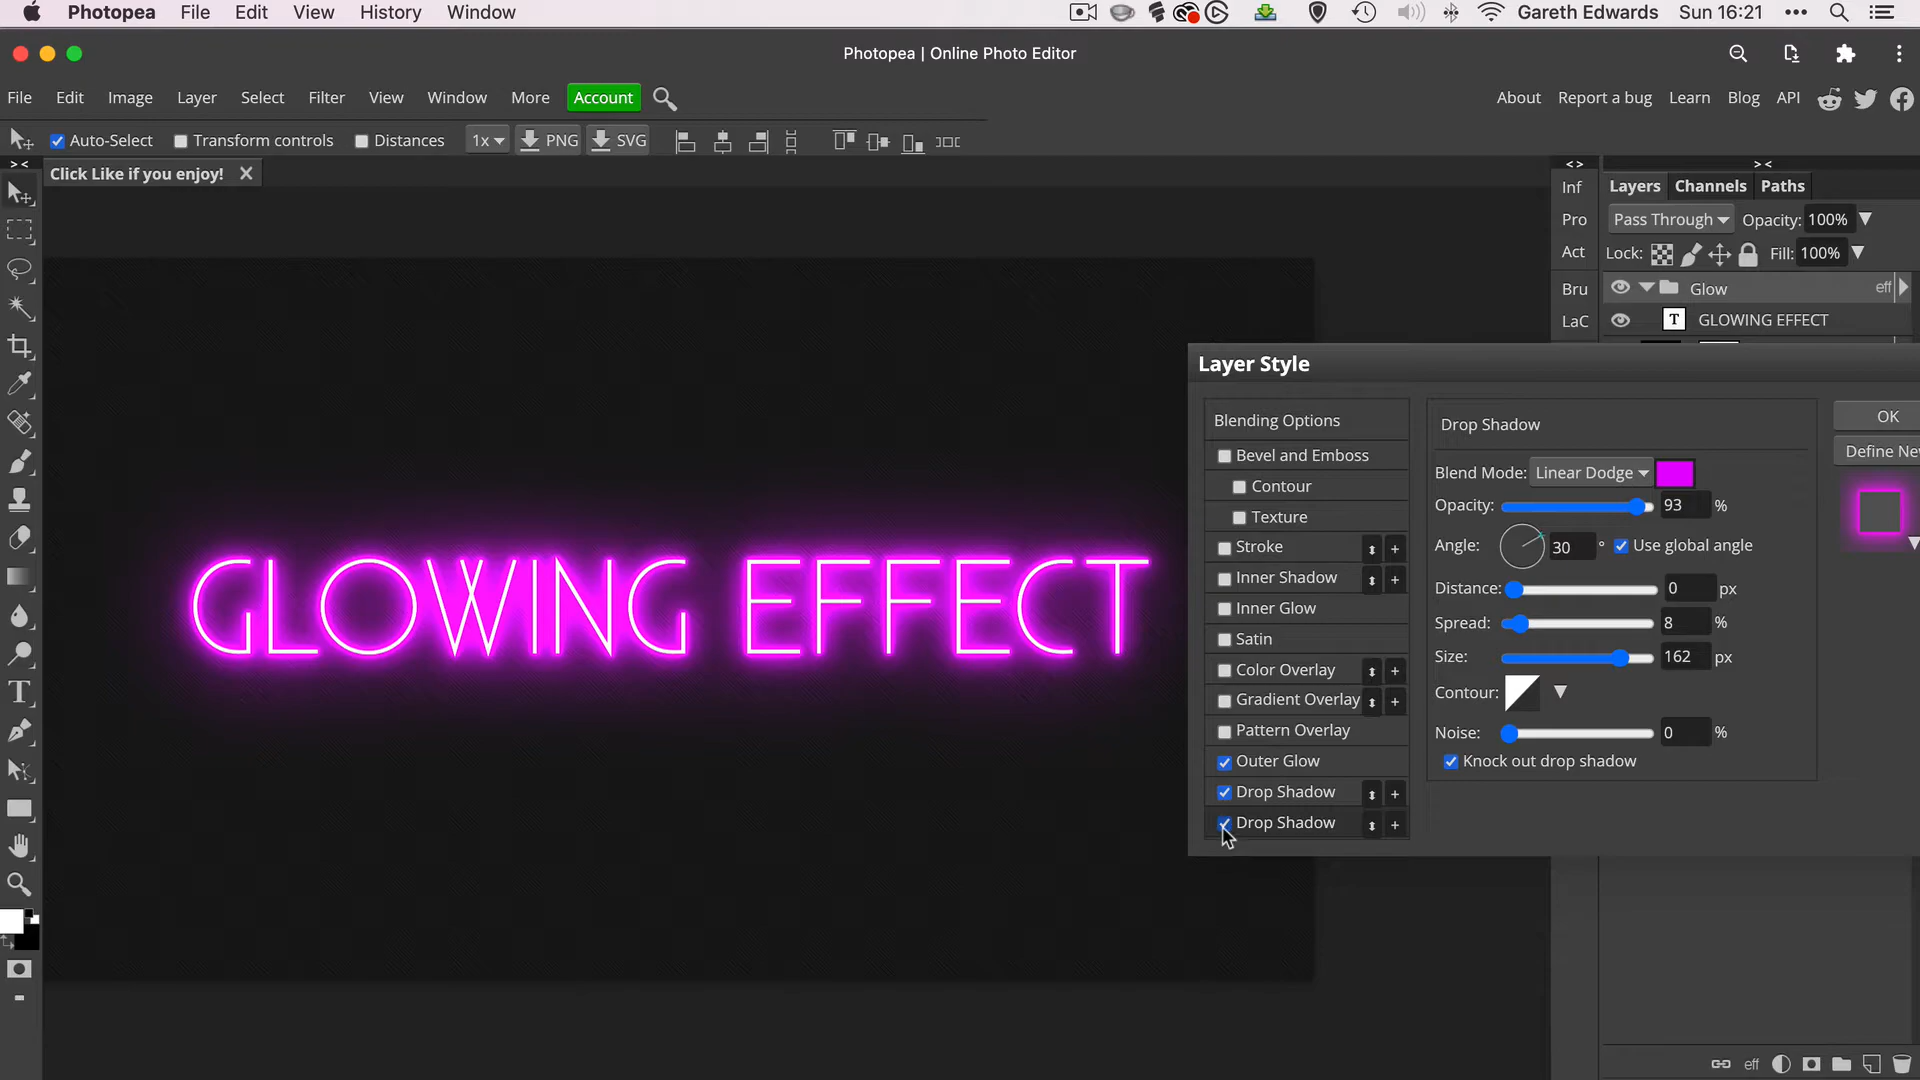 Photopea File Edit View History Window Gareth Edwards Sun 16:21
Photopea | Online Photo Editor
File Edit Image Layer Select Filter View Window More Account About Report a bug Learn Blog API
Auto-Select Transform controls Distances 1x PNG SVG
Click Like if you enjoy!
Inf
Pro
Act
Bru
LaC
Layers Channels Paths
Pass Through Opacity: 100%
Lock: Fill: 100%
Glow eff
T GLOWING EFFECT
GLOWING EFFECT
Layer Style
Blending Options
Bevel and Emboss
Contour
Texture
Stroke +
Inner Shadow +
Inner Glow
Satin
Color Overlay +
Gradient Overlay +
Pattern Overlay
Outer Glow
Drop Shadow +
Drop Shadow +
Drop Shadow
Blend Mode: Linear Dodge
Opacity: 93 %
Angle: 30 ° Use global angle
Distance: 0 px
Spread: 8 %
Size: 162 px
Contour:
Noise: 0 %
Knock out drop shadow
OK
Define Ne
T
eff